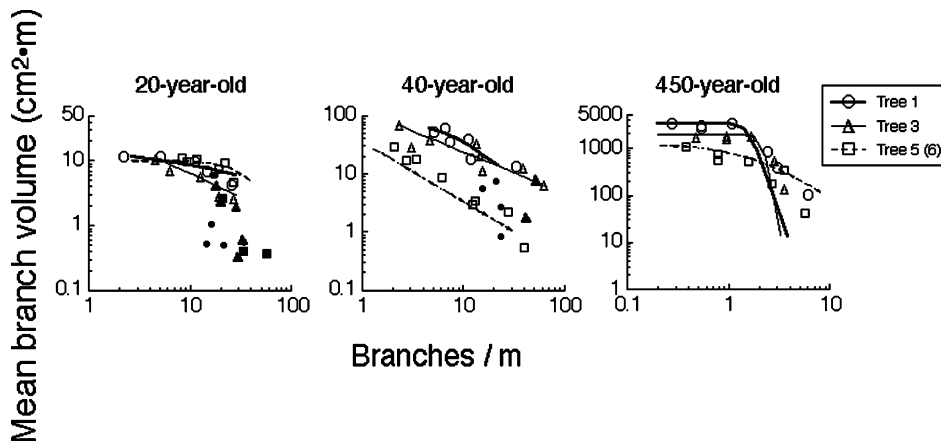 Mean branch volume (cm²•m)
20-year-old
50
10
1
0.1
1
10
100
40-year-old
100
10
1
0.1
1
10
100
450-year-old
5000
1000
100
10
1
0.1
1
10
Tree 1
Tree 3
Tree 5 (6)
Branches / m